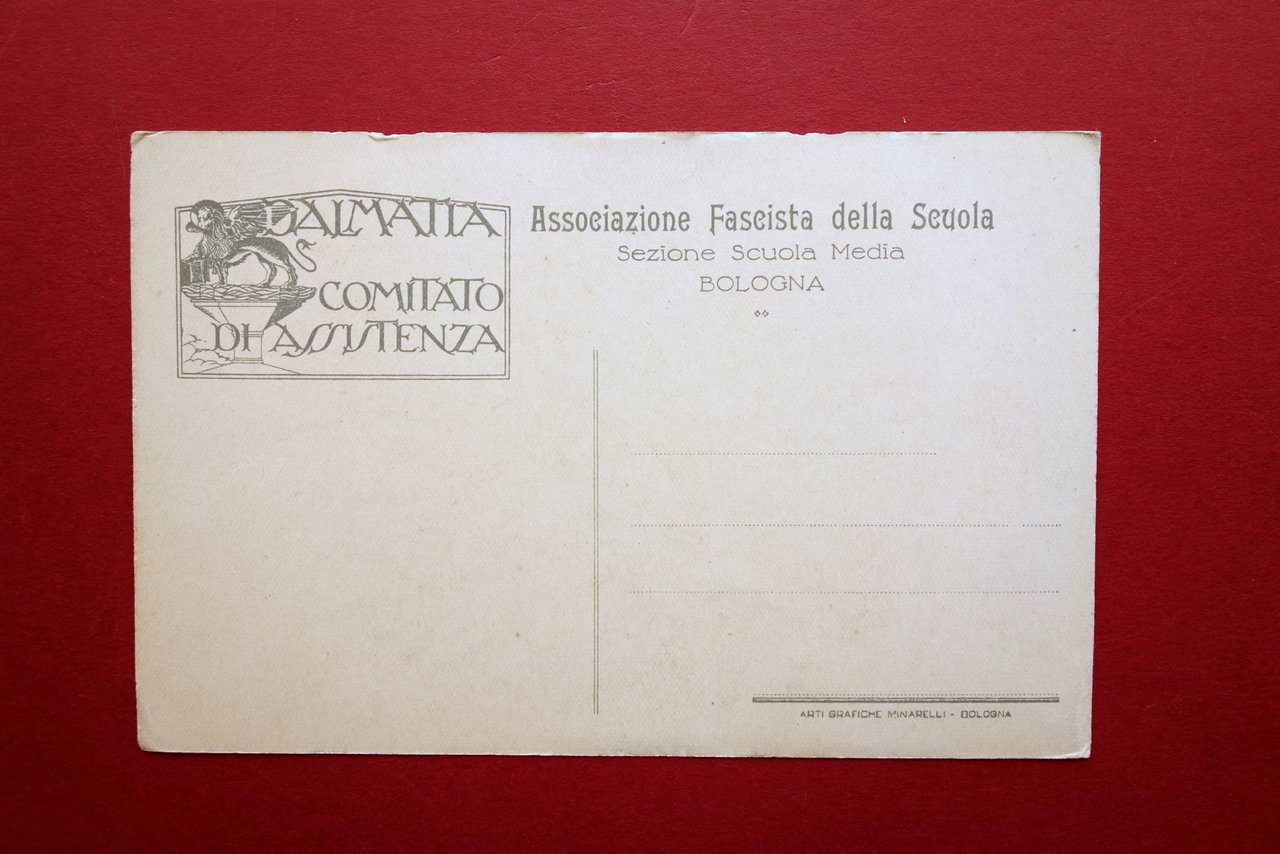 DALMATIA
COMITATO
DI ASSISTENZA
Associazione Fascista della Scuola
Sezione Scuola Media
BOLOGNA
ARTI GRAFICHE MINARELLI - BOLOGNA